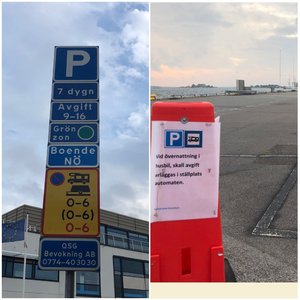 P
7 dygn
Avgift
9-16
Grön
zon
Boende
NÖ
0-6
(0-6)
0-6
QSG
Bevakning AB
0774-403030
P
Vid övernattning i
husbil, skall avgift
erläggas i ställplats
automaten.